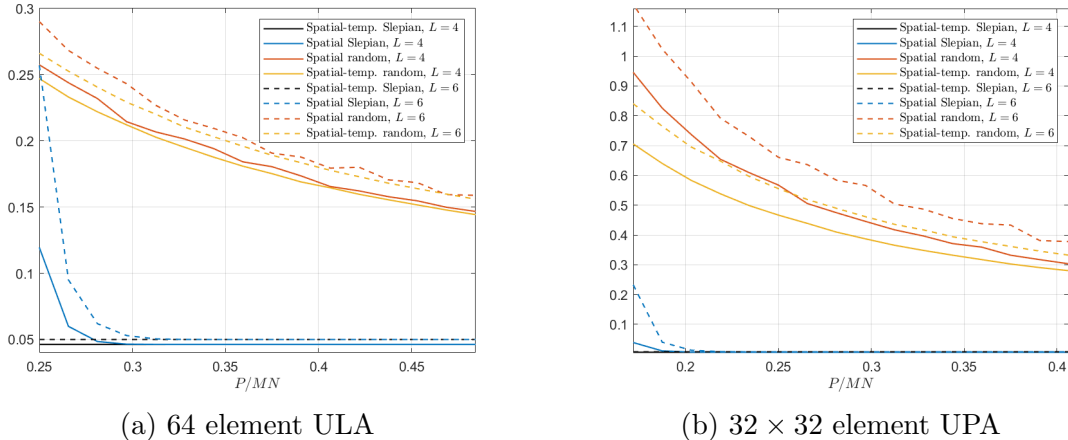 0.3
0.25
0.2
0.15
0.1
0.05
0.25
0.3
0.35
0.4
0.45
P/MN
Spatial-temp. Slepian, L = 4
Spatial Slepian, L = 4
Spatial random, L = 4
Spatial-temp. random, L = 4
Spatial-temp. Slepian, L = 6
Spatial Slepian, L = 6
Spatial random, L = 6
Spatial-temp. random, L = 6
(a) 64 element ULA
1.1
1
0.9
0.8
0.7
0.6
0.5
0.4
0.3
0.2
0.1
0.2
0.25
0.3
0.35
0.4
P/MN
Spatial-temp. Slepian, L = 4
Spatial Slepian, L = 4
Spatial random, L = 4
Spatial-temp. random, L = 4
Spatial-temp. Slepian, L = 6
Spatial Slepian, L = 6
Spatial random, L = 6
Spatial-temp. random, L = 6
(b) 32 × 32 element UPA